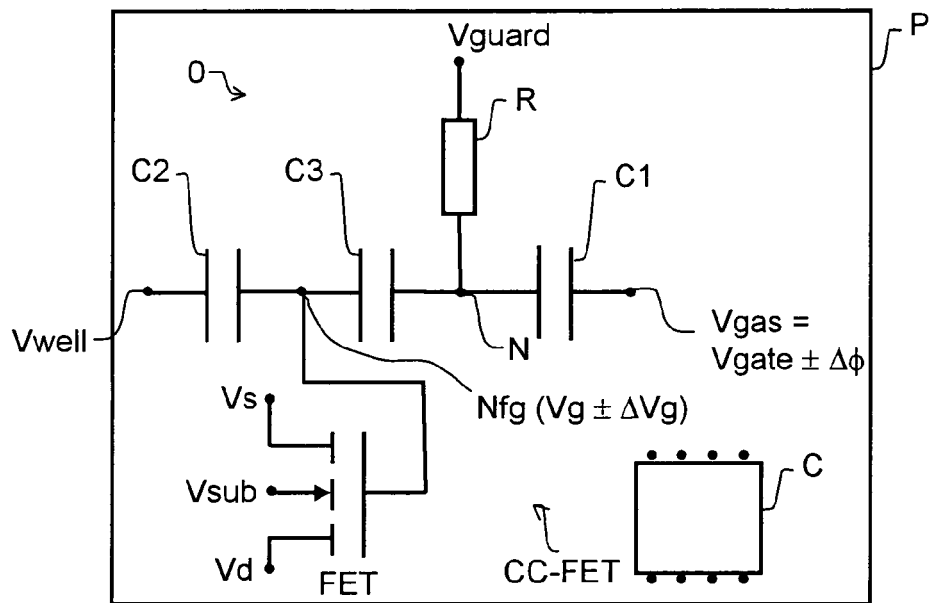 Vguard
P
0
R
C2
C3
C1
Vwell
N
Vgas =
Vgate ± Δϕ
Vs
Nfg (Vg ± ΔVg)
Vsub
C
Vd
FET
CC-FET